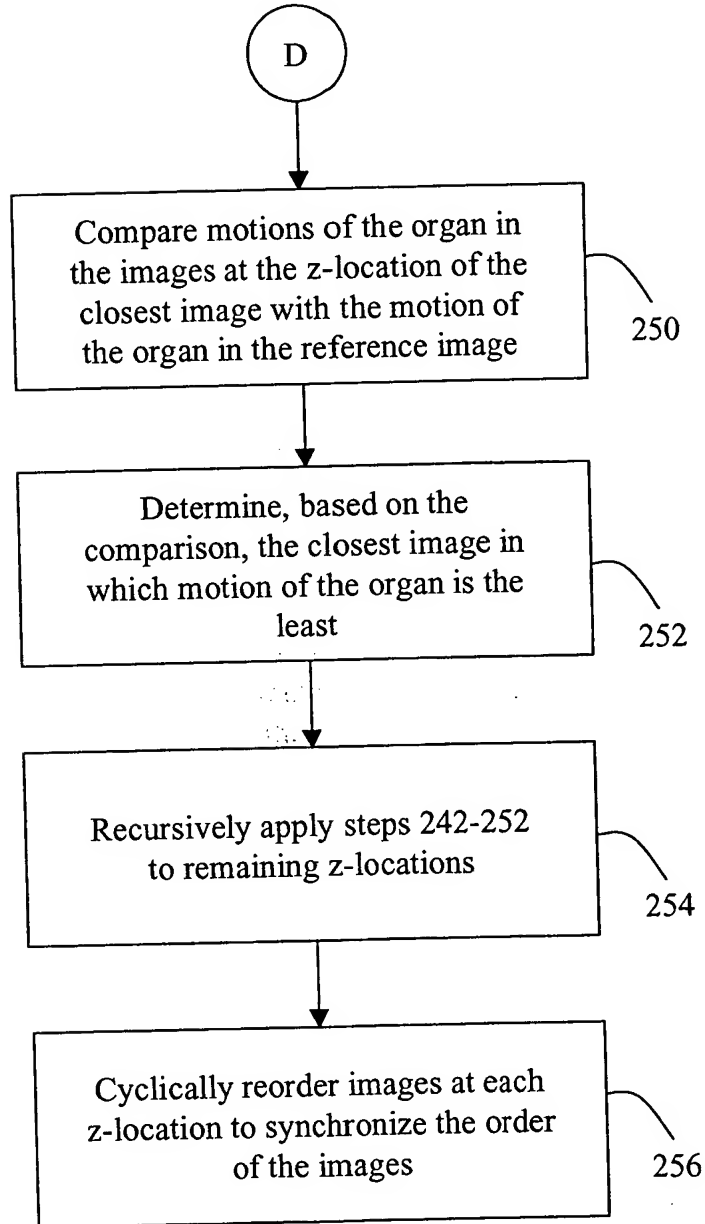 D
Compare motions of the organ in
the images at the z-location of the
closest image with the motion of
the organ in the reference image
250
Determine, based on the
comparison, the closest image in
which motion of the organ is the
least
252
Recursively apply steps 242-252
to remaining z-locations
254
Cyclically reorder images at each
z-location to synchronize the order
of the images
256